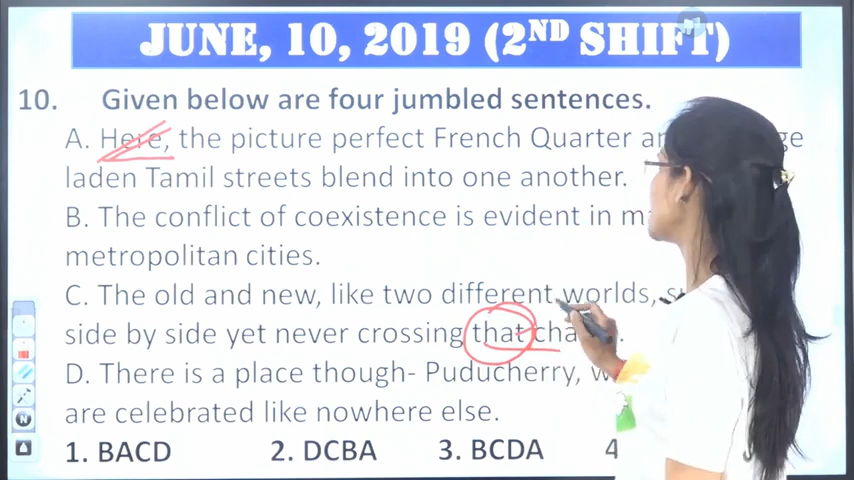 JUNE, 10, 2019 (2ND SHIFT)
10. Given below are four jumbled sentences.
A. Here, the picture perfect French Quarter
laden Tamil streets blend into one another.
B. The conflict of coexistence is evident in
metropolitan cities.
C. The old and new, like two different worlds,
side by side yet never crossing that
D. There is a place though- Puducherry,
are celebrated like nowhere else.
1. BACD 2. DCBA 3. BCDA 4
N